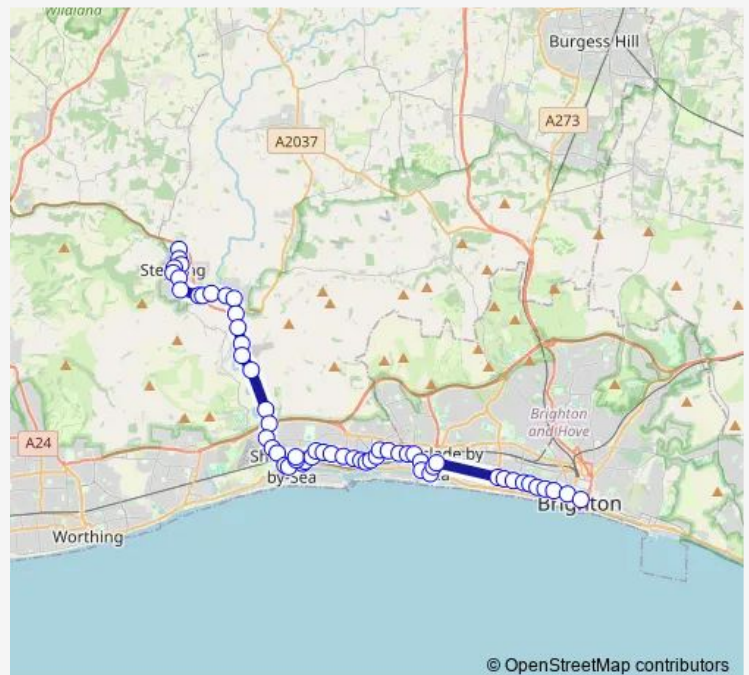 Wildland
Burgess Hill
A273
A2037
Brighton
and Hove
A24
by-Sea
Brighton
Worthing
© OpenStreetMap contributors